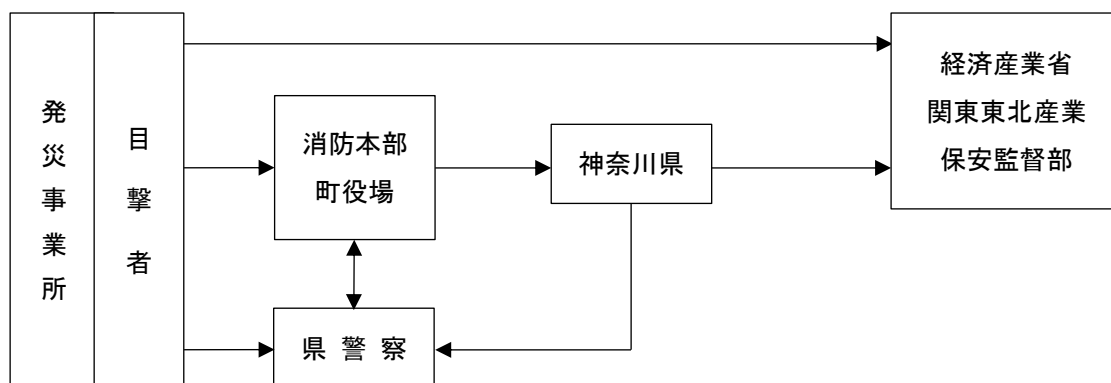 発災事業所
目撃者
消防本部
町役場
神奈川県
経済産業省
関東東北産業
保安監督部
県警察